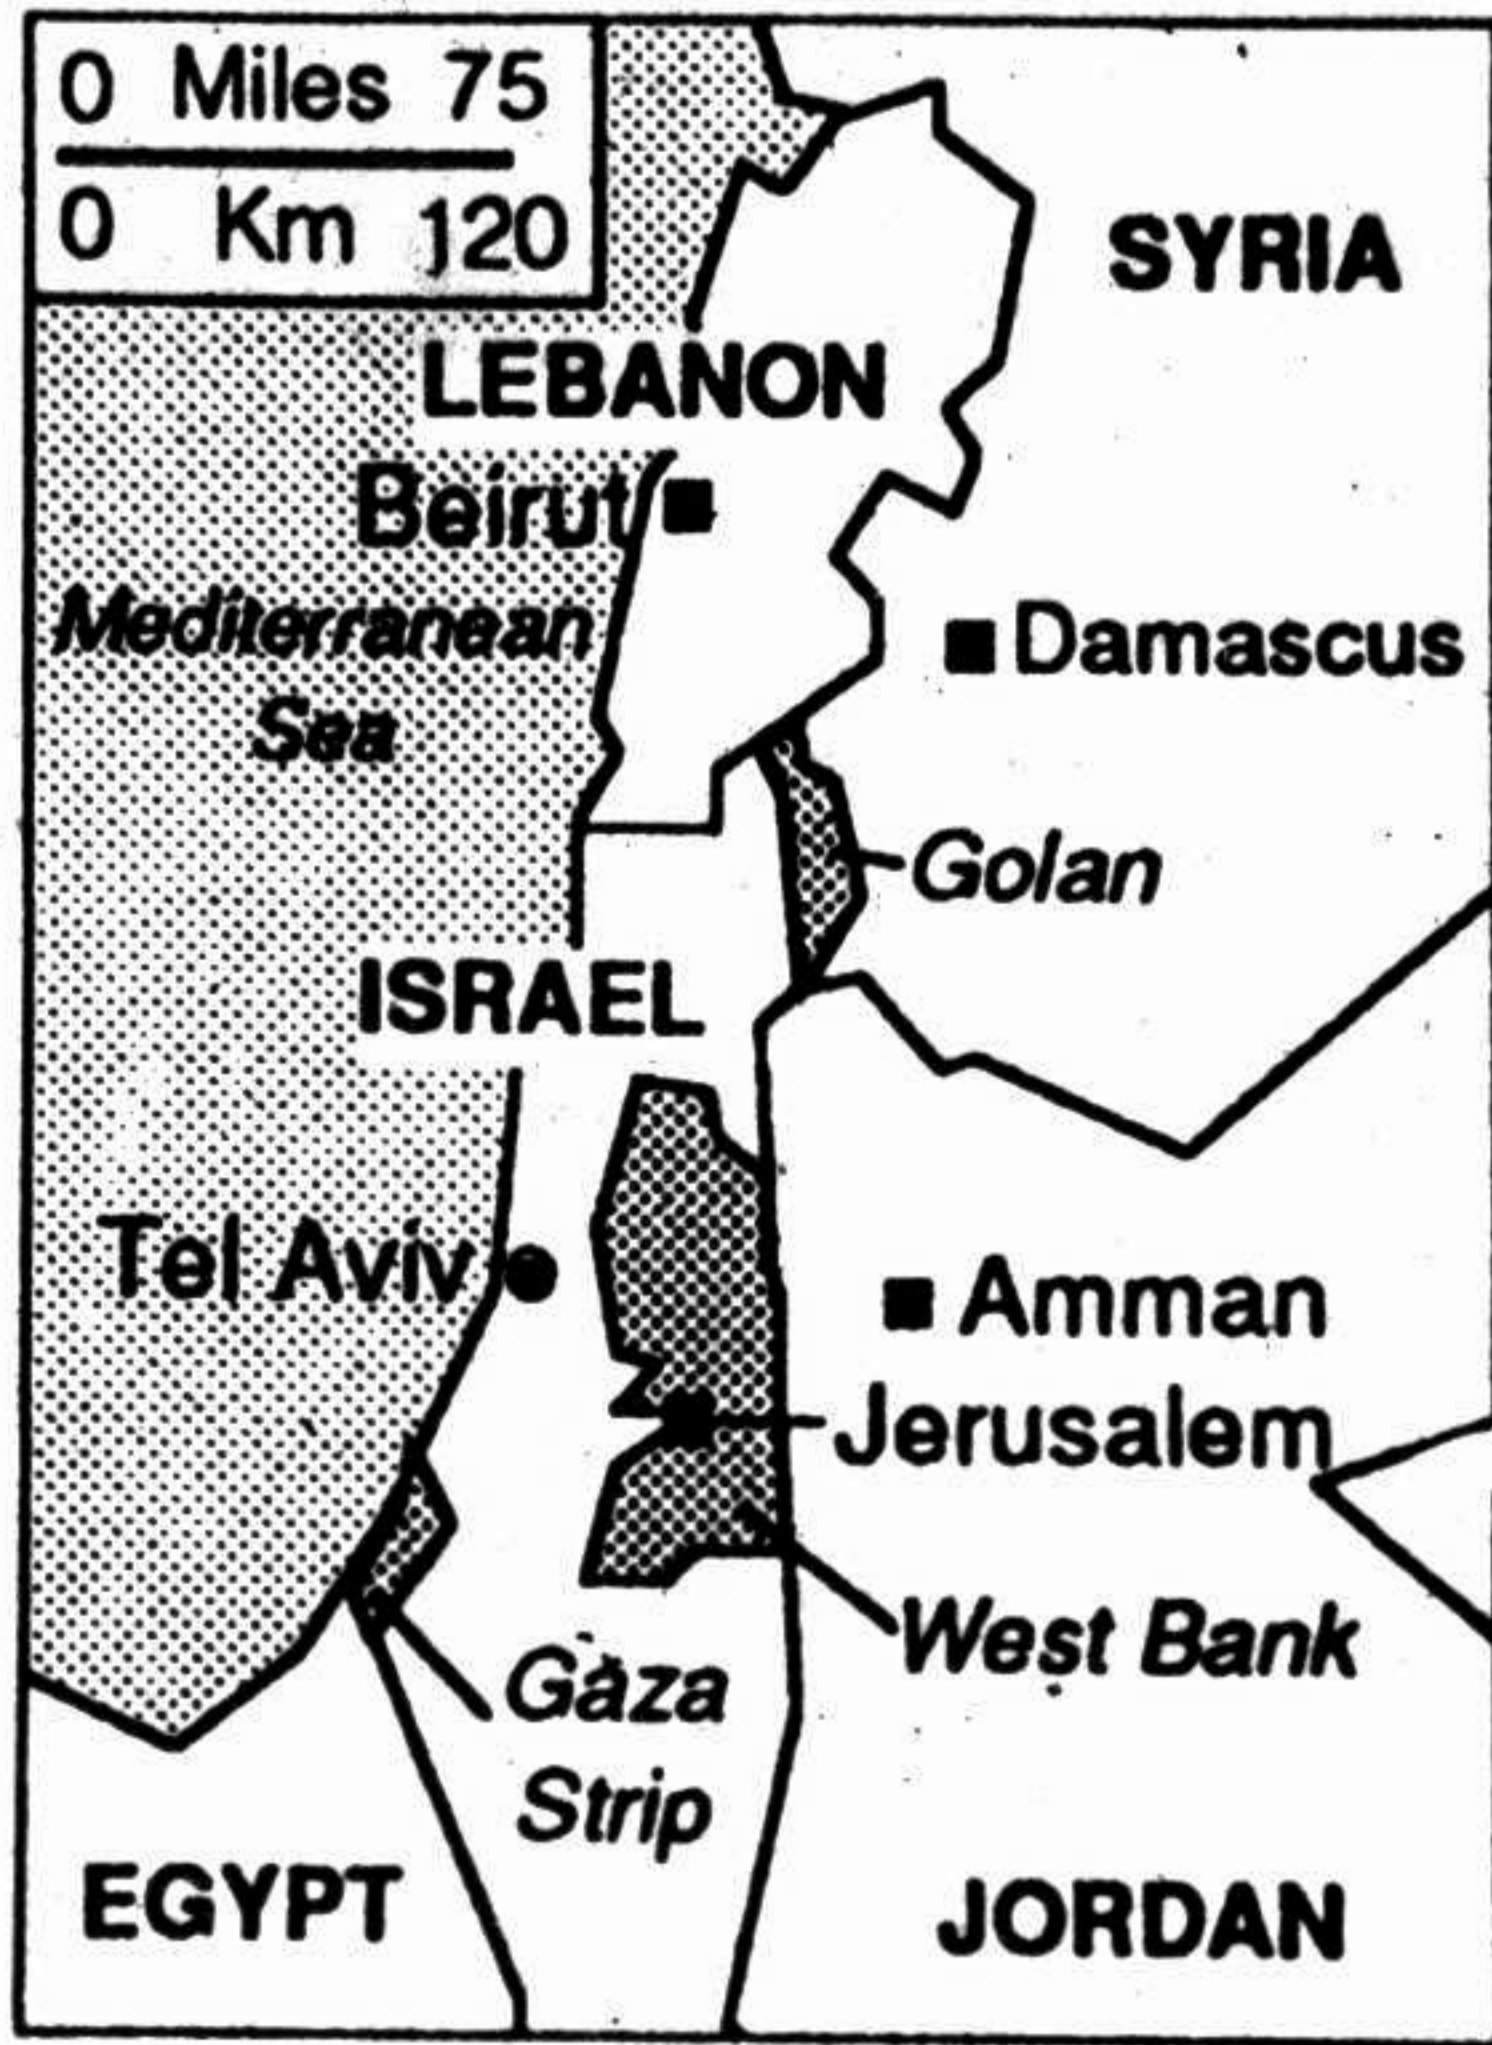 0 Miles 75
0 Km 120
SYRIA
LEBANON
Beirut
Mediterranean
Sea
Damascus
Golan
ISRAEL
Tel Aviv
Amman
Jerusalem
West Bank
Gaza
Strip
EGYPT
JORDAN